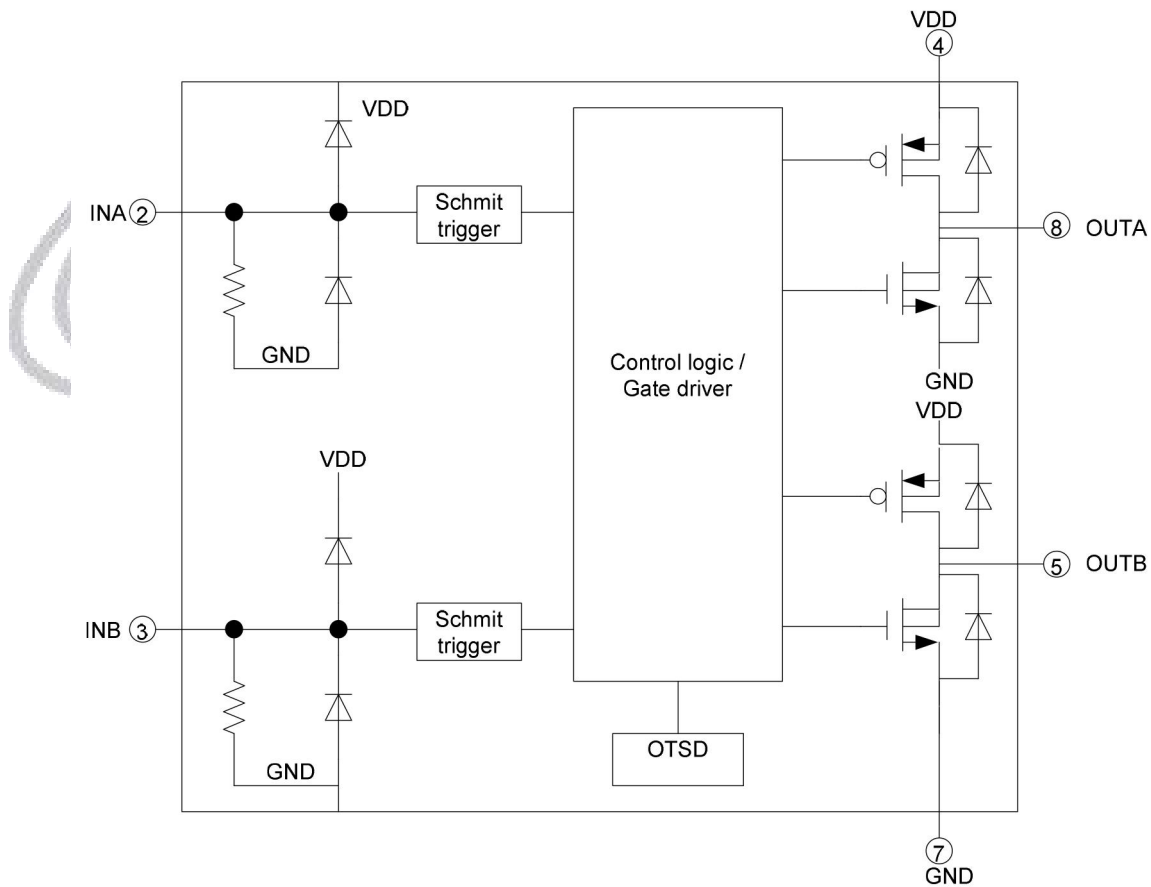 VDD
4
VDD
INA 2
Schmit
trigger
8 OUTA
GND
Control logic /
Gate driver
GND
VDD
VDD
5 OUTB
INB 3
Schmit
trigger
GND
OTSD
7
GND